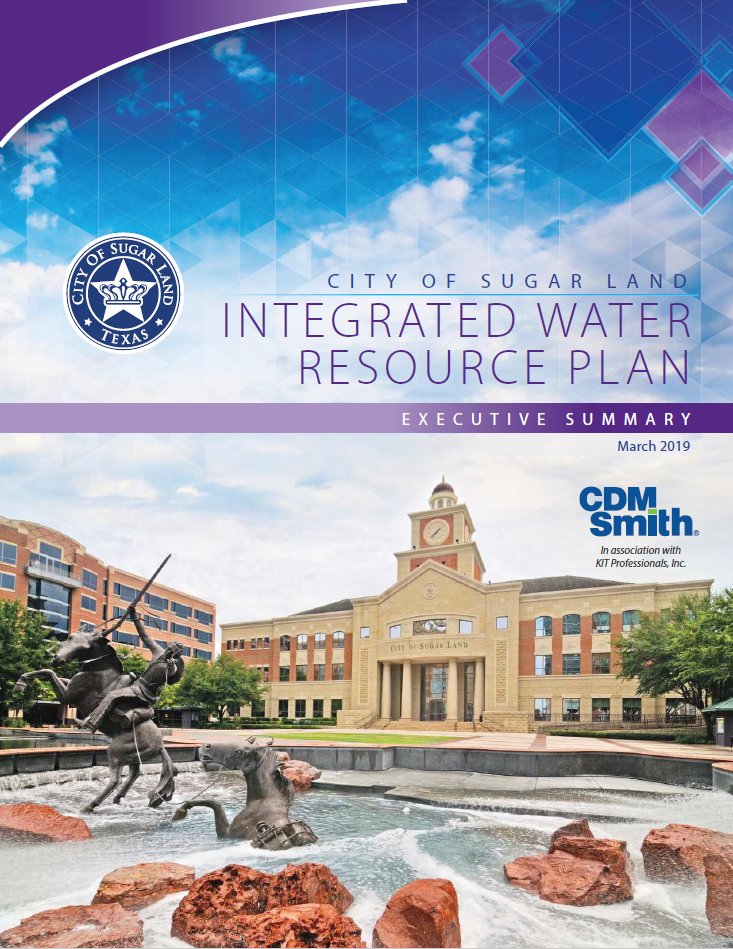 CITY OF SUGAR LAND
TEXAS
CITY OF SUGAR LAND
INTEGRATED WATER
RESOURCE PLAN
EXECUTIVE SUMMARY
March 2019
CDM
Smith®
In association with
KIT Professionals, Inc.
CITY OF SUGAR LAND